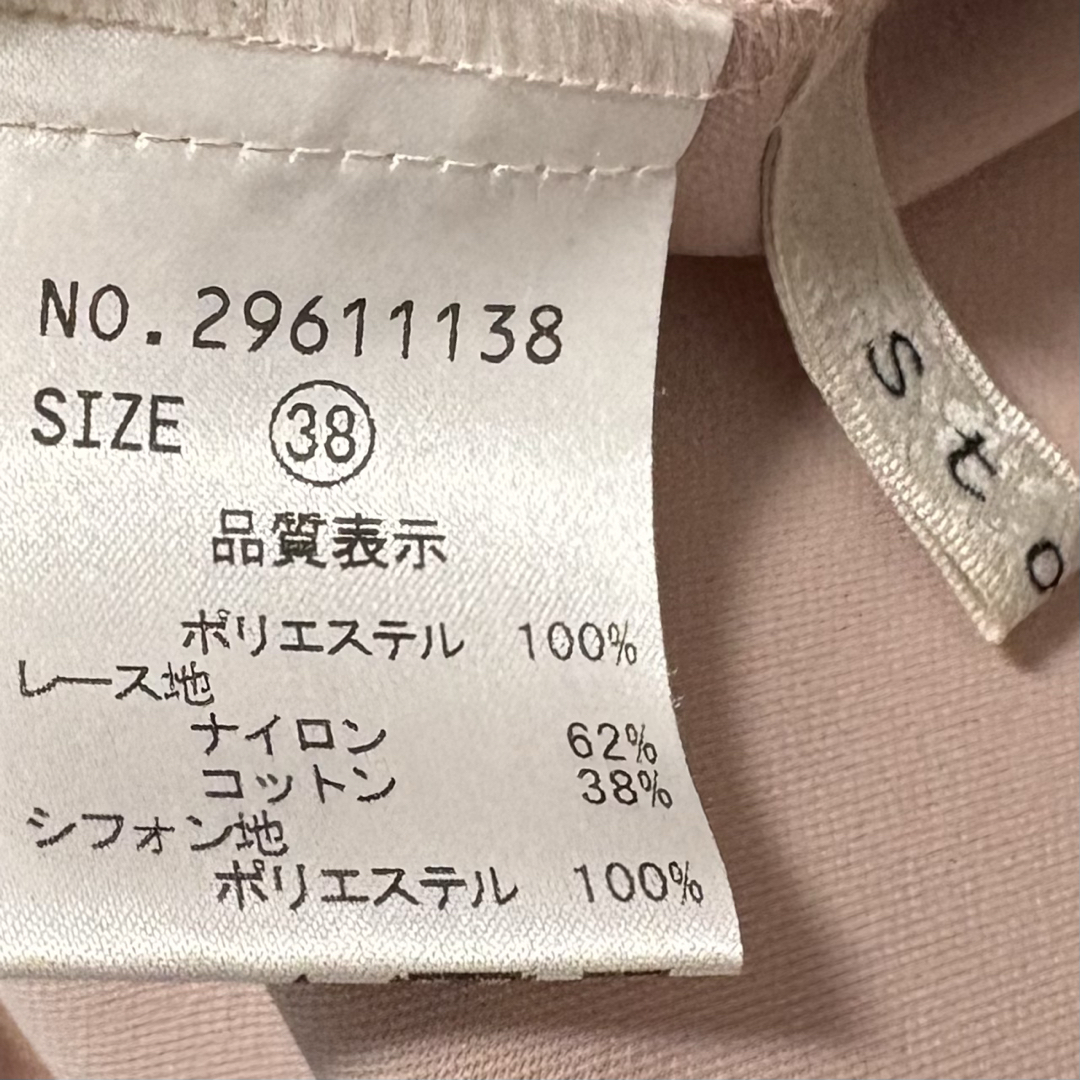 NO.29611138
SIZE 38
品質表示
ポリエステル 100%
レース地
ナイロン 62%
コットン 38%
シフォン地
ポリエステル 100%
sto